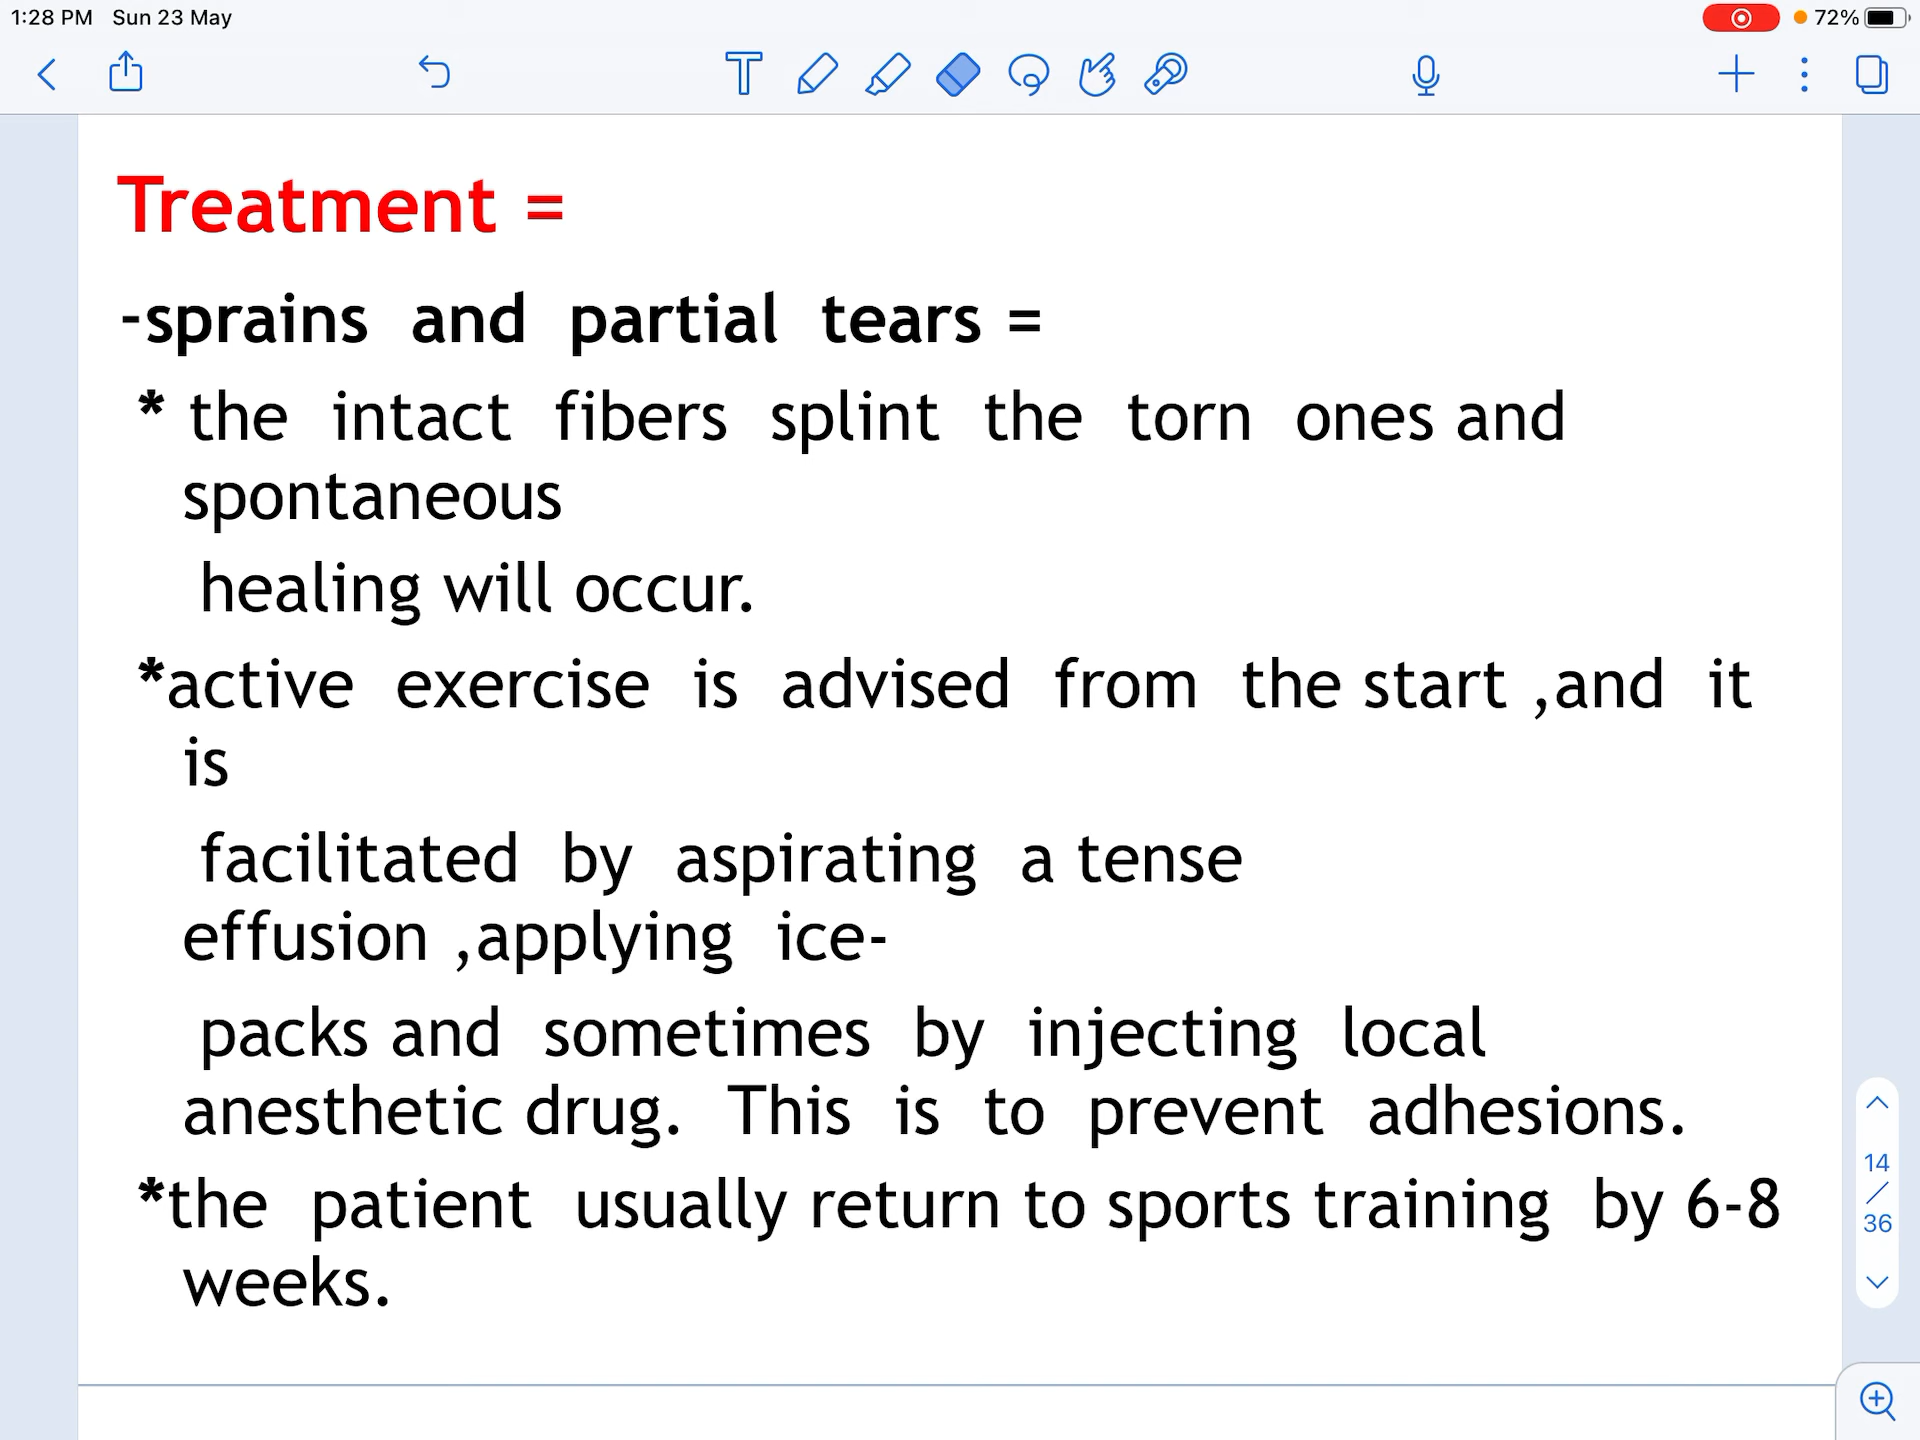 1:28 PM Sun 23 May
72%
T
Treatment =
-sprains and partial tears =
* the intact fibers splint the torn ones and
spontaneous
healing will occur.
*active exercise is advised from the start ,and it
is
facilitated by aspirating a tense
effusion ,applying ice-
packs and sometimes by injecting local
anesthetic drug. This is to prevent adhesions.
*the patient usually return to sports training by 6-8
weeks.
14
/
36